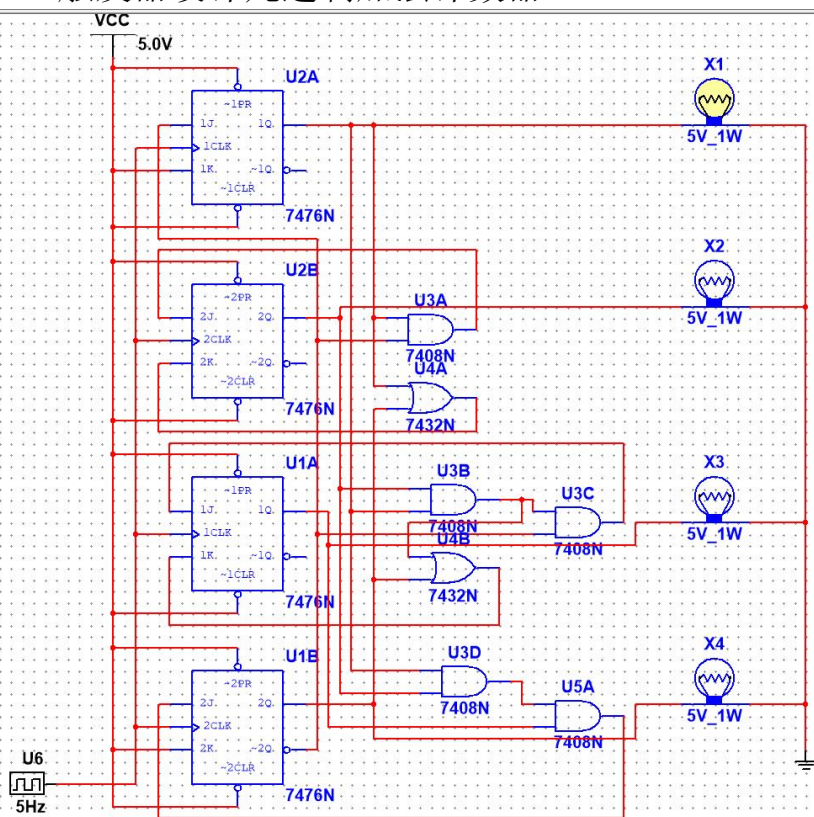 VCC
5.0V
U2A
~1PR
1J
1Q
1CLK
1K
~1Q
~1CLR
7476N
X1
5V_1W
U2B
~2PR
2J
2Q
2CLK
2K
~2Q
~2CLR
7476N
U3A
7408N
U4A
7432N
X2
5V_1W
U1A
~1PR
1J
1Q
1CLK
1K
~1Q
~1CLR
7476N
U3B
7408N
U3C
7408N
U4B
7432N
X3
5V_1W
U1B
~2PR
2J
2Q
2CLK
2K
~2Q
~2CLR
7476N
U3D
7408N
U5A
7408N
X4
5V_1W
U6
5Hz